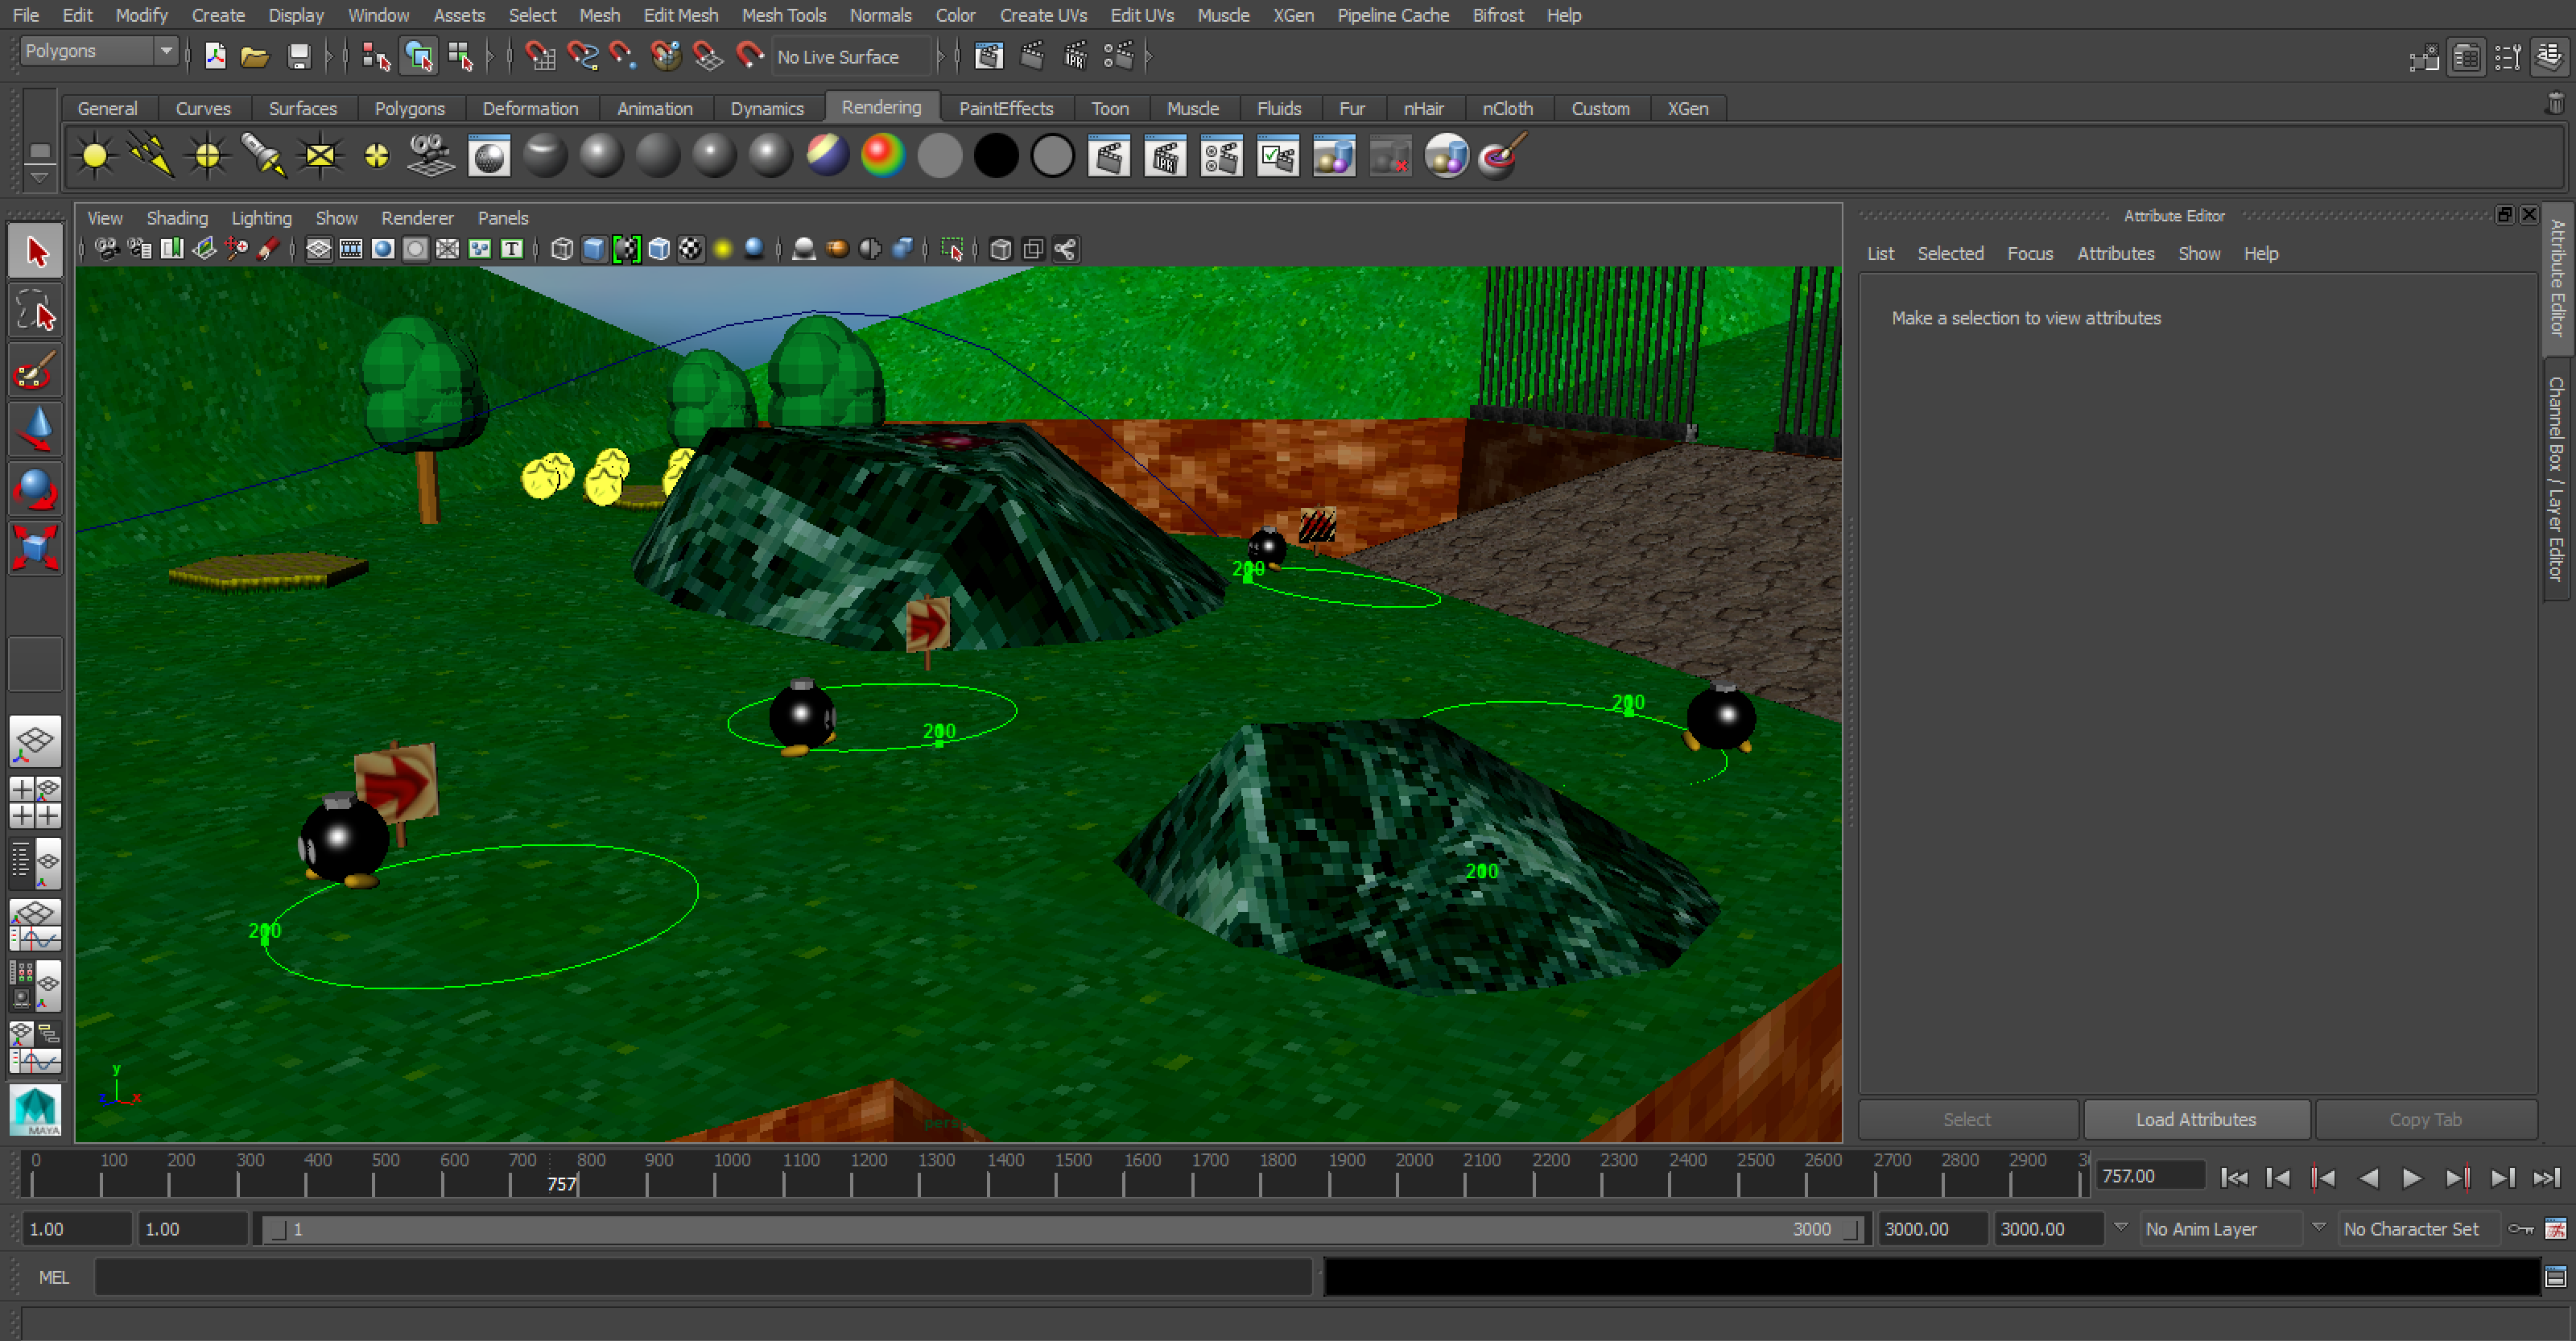 File Edit Modify Create Display Window Assets Select Mesh Edit Mesh Mesh Tools Normals Color Create UVs Edit UVs Muscle XGen Pipeline Cache Bifrost Help
Polygons No Live Surface
General Curves Surfaces Polygons Deformation Animation Dynamics Rendering PaintEffects Toon Muscle Fluids Fur nHair nCloth Custom XGen
IPR
View Shading Lighting Show Renderer Panels
T
Attribute Editor
List Selected Focus Attributes Show Help
Make a selection to view attributes
Attribute Editor
Channel Box / Layer Editor
200
200
200
200
200
y
z x
persp
MAYA
Select Load Attributes Copy Tab
0 100 200 300 400 500 600 700 800 900 1000 1100 1200 1300 1400 1500 1600 1700 1800 1900 2000 2100 2200 2300 2400 2500 2600 2700 2800 2900
757
757.00
1.00 1.00 1 3000 3000.00 3000.00 No Anim Layer No Character Set
MEL